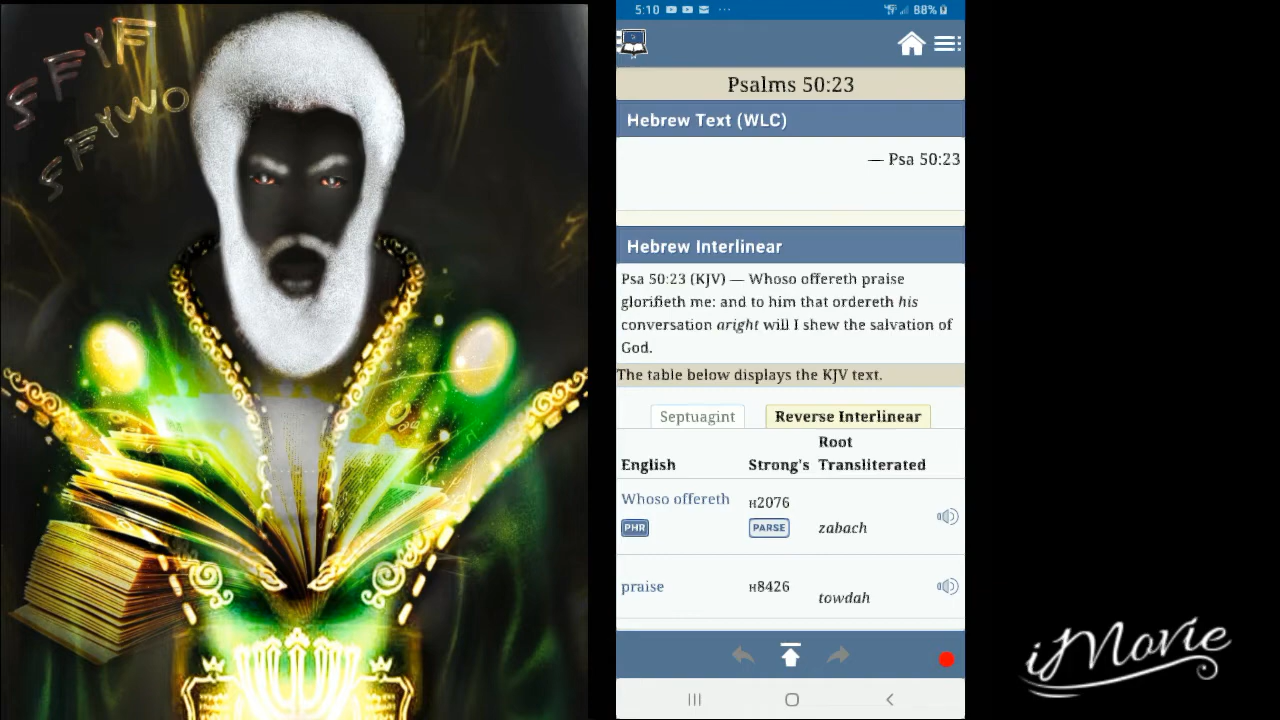 SFYF
SFYWO
5:10
88%
Psalms 50:23
Hebrew Text (WLC)
— Psa 50:23
Hebrew Interlinear
Psa 50:23 (KJV) — Whoso offereth praise
glorifieth me: and to him that ordereth his
conversation aright will I shew the salvation of
God.
The table below displays the KJV text.
Septuagint Reverse Interlinear
English Strong's Root Transliterated
Whoso offereth H2076
PHR PARSE zabach
praise H8426 towdah
iMovie